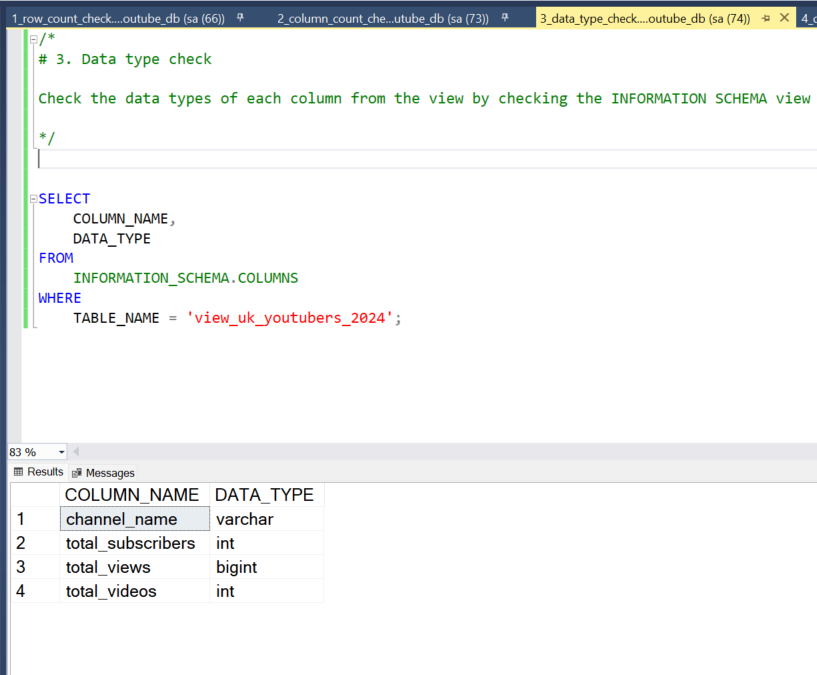 1_row_count_check....outube_db (sa (66)) 2_column_count_che...utube_db (sa (73)) 3_data_type_check....outube_db (sa (74)) 4_c
/*
# 3. Data type check
Check the data types of each column from the view by checking the INFORMATION SCHEMA view
*/
SELECT
COLUMN_NAME,
DATA_TYPE
FROM
INFORMATION_SCHEMA.COLUMNS
WHERE
TABLE_NAME = 'view_uk_youtubers_2024';
83 %
Results Messages
COLUMN_NAME DATA_TYPE
1 channel_name varchar
2 total_subscribers int
3 total_views bigint
4 total_videos int